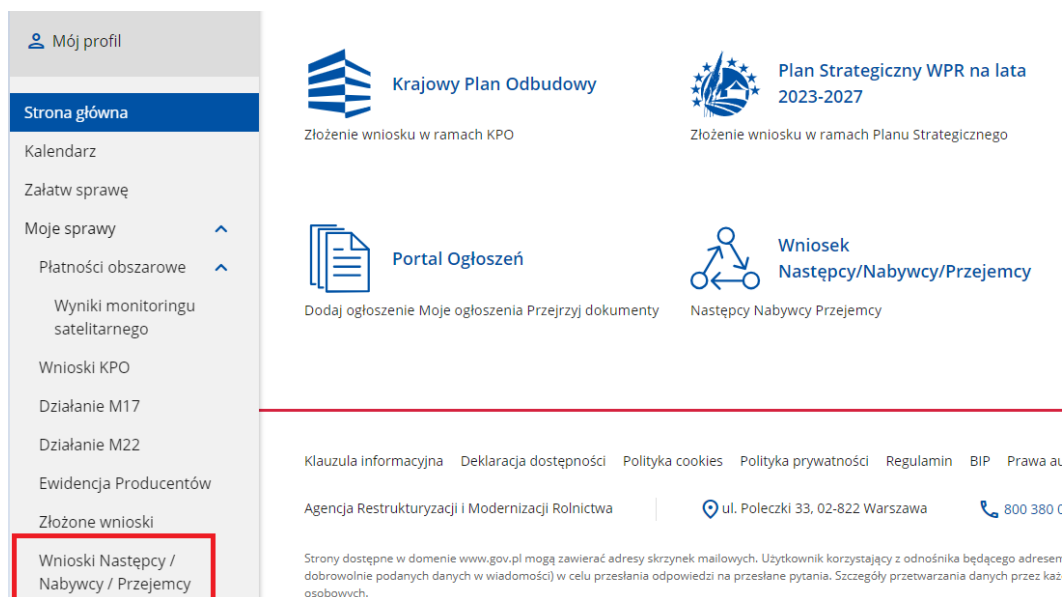 Mój profil
Strona główna
Kalendarz
Załatw sprawę
Moje sprawy
Płatności obszarowe
Wyniki monitoringu
satelitarnego
Wnioski KPO
Działanie M17
Działanie M22
Ewidencja Producentów
Złożone wnioski
Wnioski Następcy /
Nabywcy / Przejemcy
Krajowy Plan Odbudowy
Złożenie wniosku w ramach KPO
Plan Strategiczny WPR na lata
2023-2027
Złożenie wniosku w ramach Planu Strategicznego
Portal Ogłoszeń
Dodaj ogłoszenie Moje ogłoszenia Przejrzyj dokumenty
Wniosek
Następcy/Nabywcy/Przejemcy
Następcy Nabywcy Przejemcy
Klauzula informacyjna Deklaracja dostępności Polityka cookies Polityka prywatności Regulamin BIP Prawa
Agencja Restrukturyzacji i Modernizacji Rolnictwa ul. Poleczki 33, 02-822 Warszawa 800 380
Strony dostępne w domenie www.gov.pl mogą zawierać adresy skrzynek mailowych. Użytkownik korzystający z odnośnika będącego adresem
dobrowolnie podanych danych w wiadomości) w celu przesłania odpowiedzi na przesłane pytania. Szczegóły przetwarzania danych przez
osobowych.